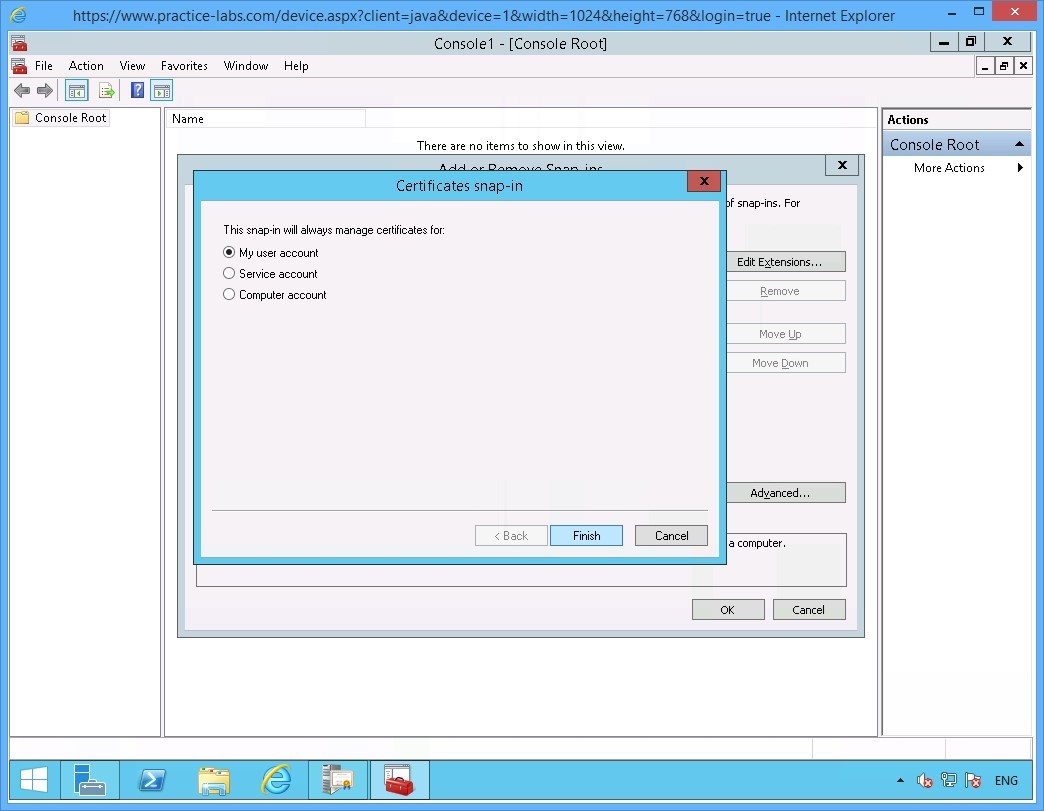 https://www.practice-labs.com/device.aspx?client=java&device=1&width=1024&height=768&login=true - Internet Explorer
Console1 - [Console Root]
File Action View Favorites Window Help
Console Root
Name
There are no items to show in this view.
Actions
Console Root
More Actions
Add or Remove Snap-ins
of snap-ins. For
Edit Extensions...
Remove
Move Up
Move Down
Advanced...
a computer.
OK Cancel
Certificates snap-in
This snap-in will always manage certificates for:
My user account
Service account
Computer account
< Back Finish Cancel
ENG